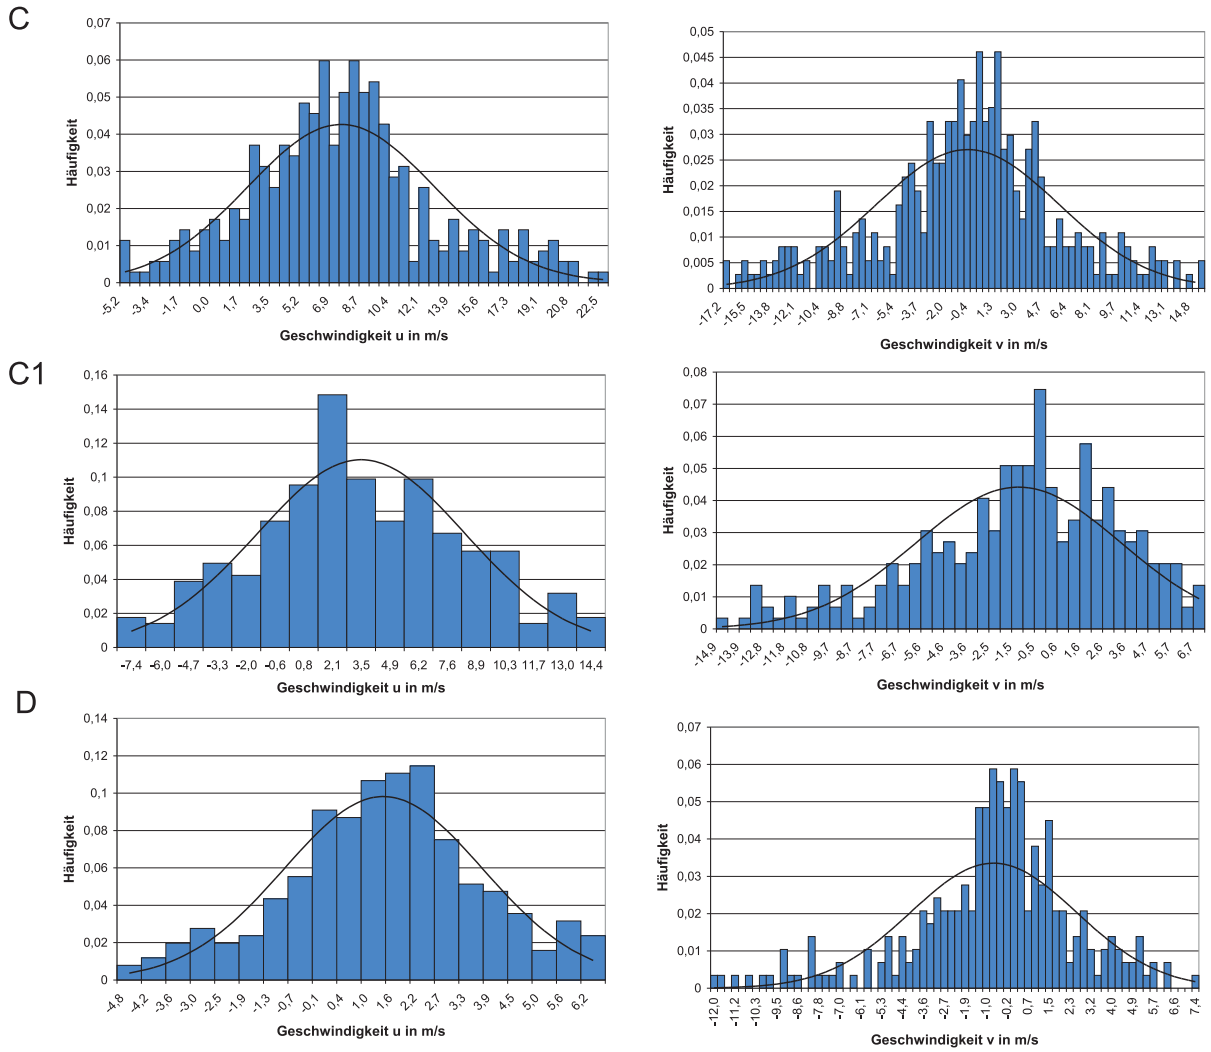 C
0,07
0,06
0,05
0,04
0,03
0,02
0,01
0
Häufigkeit
-5,2 -3,4 -1,7 0,0 1,7 3,5 5,2 6,9 8,7 10,4 12,1 13,9 15,6 17,3 19,1 20,8 22,5
Geschwindigkeit u in m/s
0,05
0,045
0,04
0,035
0,03
0,025
0,02
0,015
0,01
0,005
0
Häufigkeit
-17,2 -15,5 -13,8 -12,1 -10,4 -8,8 -7,1 -5,4 -3,7 -2,0 -0,4 1,3 3,0 4,7 6,4 8,1 9,7 11,4 13,1 14,8
Geschwindigkeit v in m/s
C1
0,16
0,14
0,12
0,1
0,08
0,06
0,04
0,02
0
Häufigkeit
-7,4 -6,0 -4,7 -3,3 -2,0 -0,6 0,8 2,1 3,5 4,9 6,2 7,6 8,9 10,3 11,7 13,0 14,4
Geschwindigkeit u in m/s
0,08
0,07
0,06
0,05
0,04
0,03
0,02
0,01
0
Häufigkeit
-14,9 -13,9 -12,8 -11,8 -10,8 -9,7 -8,7 -7,7 -6,7 -5,6 -4,6 -3,6 -2,5 -1,5 -0,5 0,6 1,6 2,6 3,6 4,7 5,7 6,7
Geschwindigkeit v in m/s
D
0,14
0,12
0,1
0,08
0,06
0,04
0,02
0
Häufigkeit
-4,8 -4,2 -3,6 -3,0 -2,5 -1,9 -1,3 -0,7 -0,1 0,4 1,0 1,6 2,2 2,7 3,3 3,9 4,5 5,0 5,6 6,2
Geschwindigkeit u in m/s
0,07
0,06
0,05
0,04
0,03
0,02
0,01
0
Häufigkeit
-12,0 -11,2 -10,3 -9,5 -8,6 -7,8 -7,0 -6,1 -5,3 -4,4 -3,6 -2,7 -1,9 -1,0 -0,2 0,7 1,5 2,3 3,2 4,0 4,9 5,7 6,6 7,4
Geschwindigkeit v in m/s